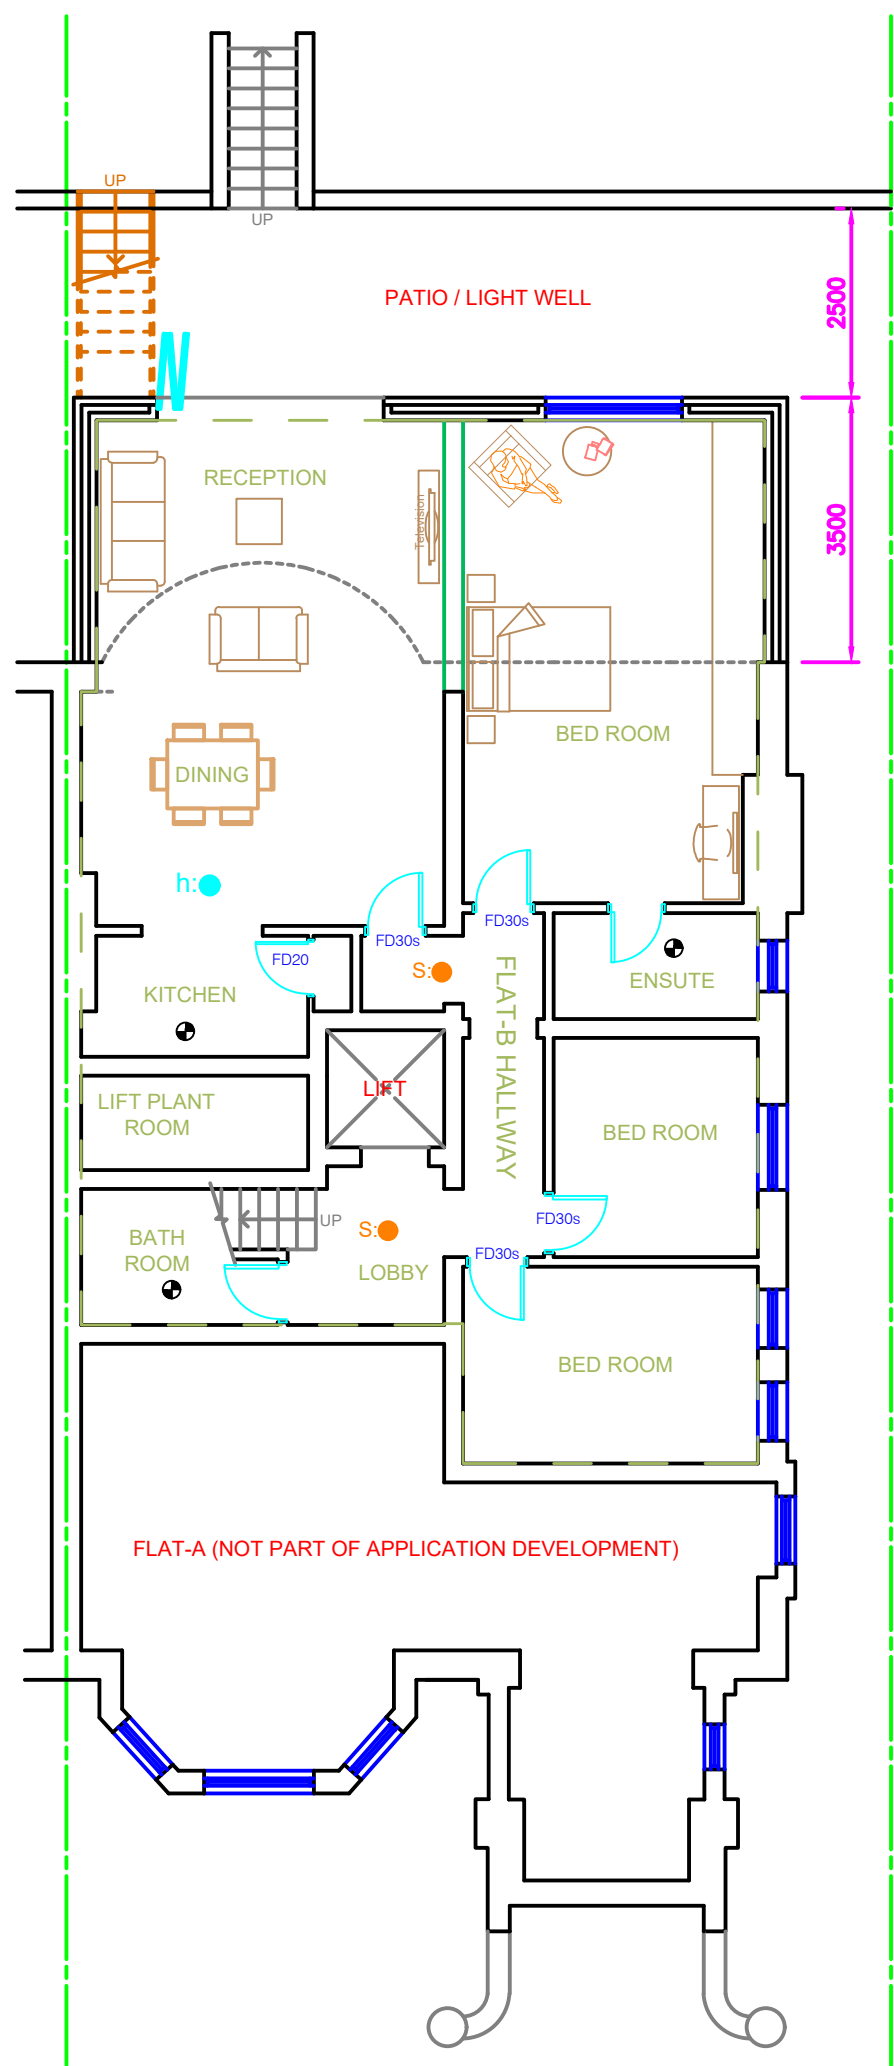 UP
UP
PATIO / LIGHT WELL
2500
RECEPTION
Television
3500
BED ROOM
DINING
h:
FD30s
FD30s
FD20
S:
KITCHEN
ENSUTE
FLAT-B HALLWAY
LIFT
LIFT PLANT
ROOM
BED ROOM
UP
FD30s
S:
BATH
ROOM
FD30s
LOBBY
BED ROOM
FLAT-A (NOT PART OF APPLICATION DEVELOPMENT)